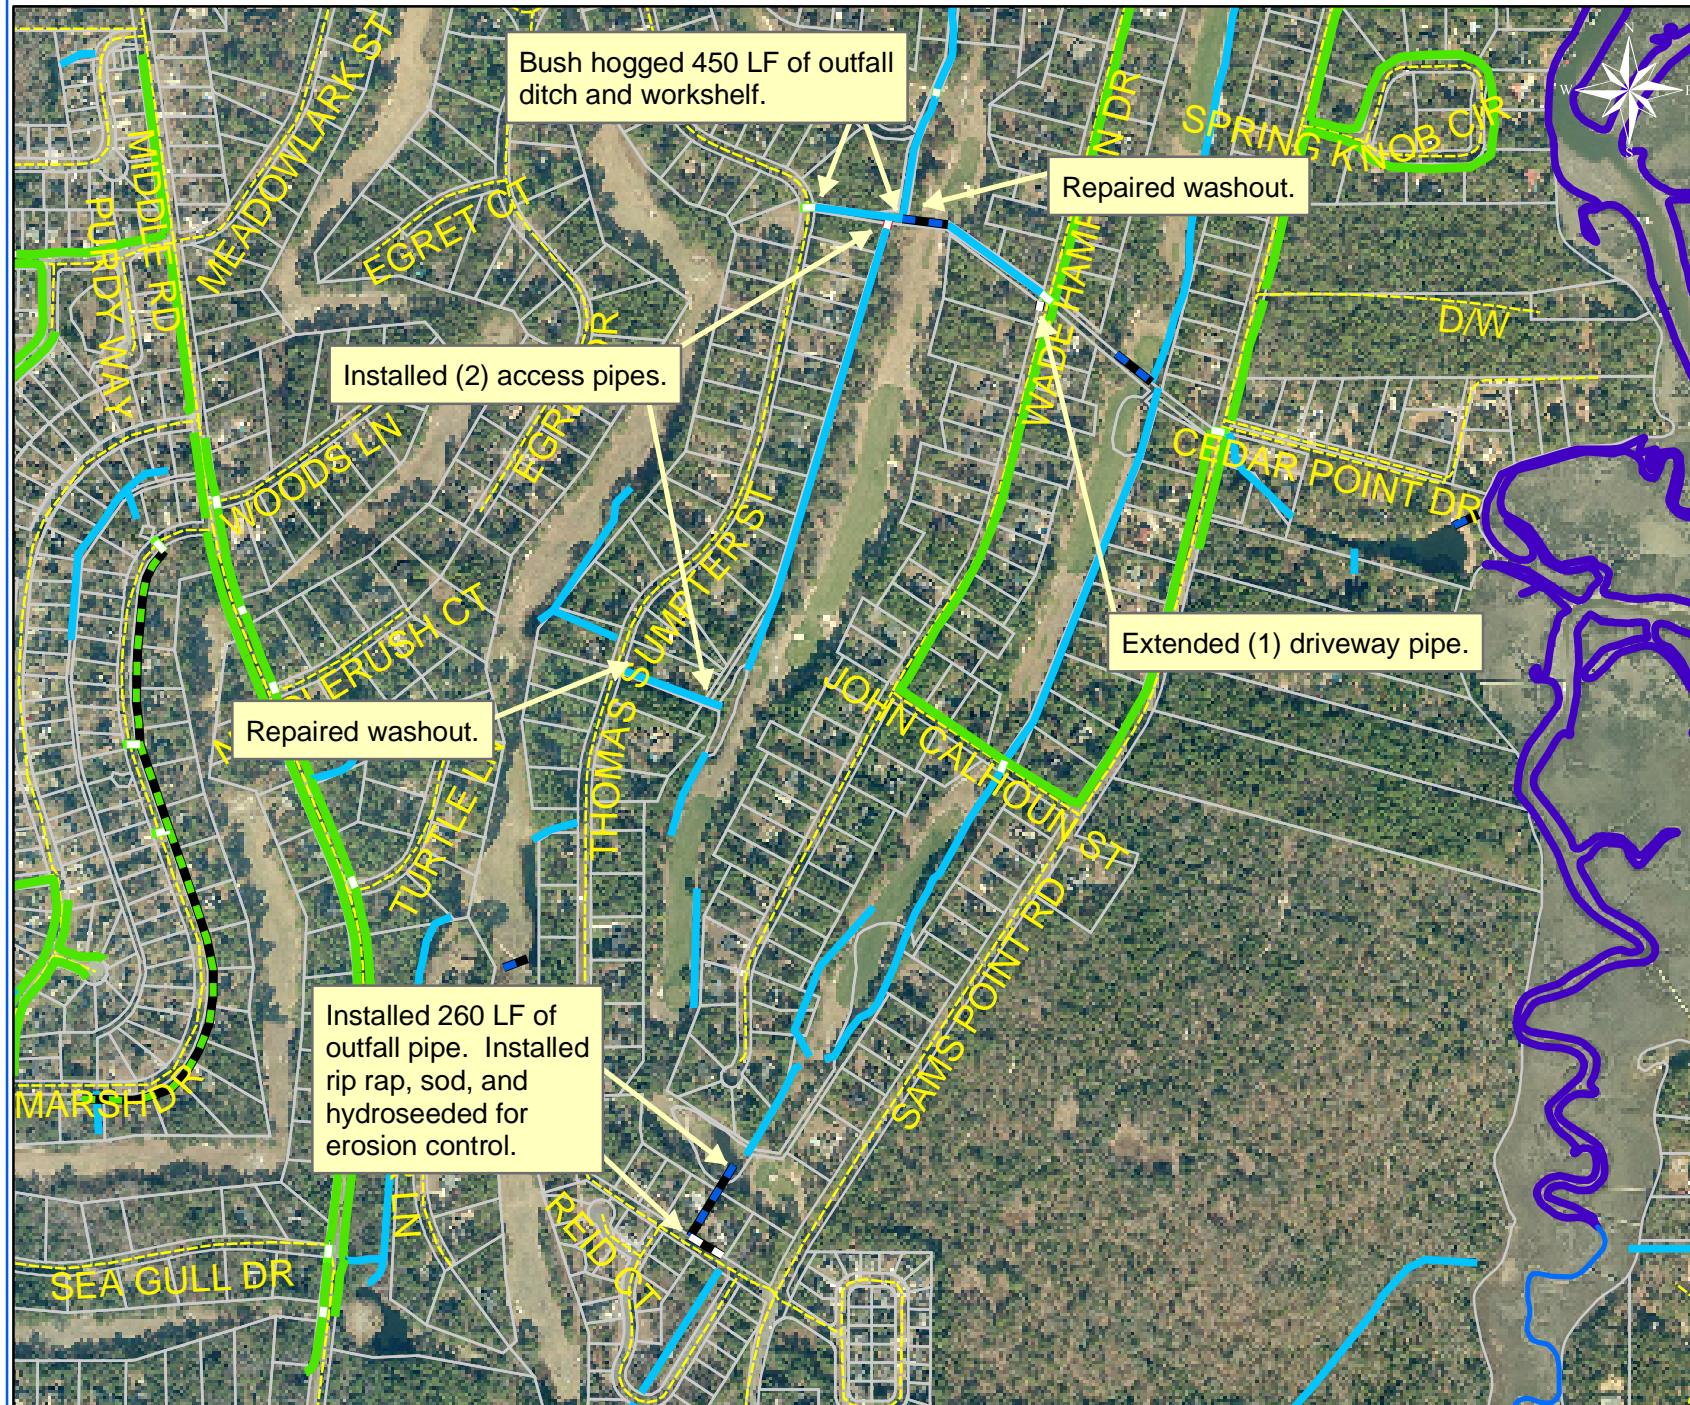 Bush hogged 450 LF of outfall
ditch and workshelf.
Repaired washout.
Installed (2) access pipes.
Extended (1) driveway pipe.
Repaired washout.
Installed 260 LF of
outfall pipe.  Installed
rip rap, sod, and
hydroseeded for
erosion control.
MIDDLE RD
PURDY WAY
MEADOWLARK ST
EGRET CT
WOODS LN
THOMAS SUMPTER ST
TURTLE LN
SPRING KNOB CIR
D/W
CEDAR POINT DR
JOHN CALHOUN ST
SAMS POINT RD
REID CT
LN
SEA GULL DR
MARSH DR
N
W
E
S